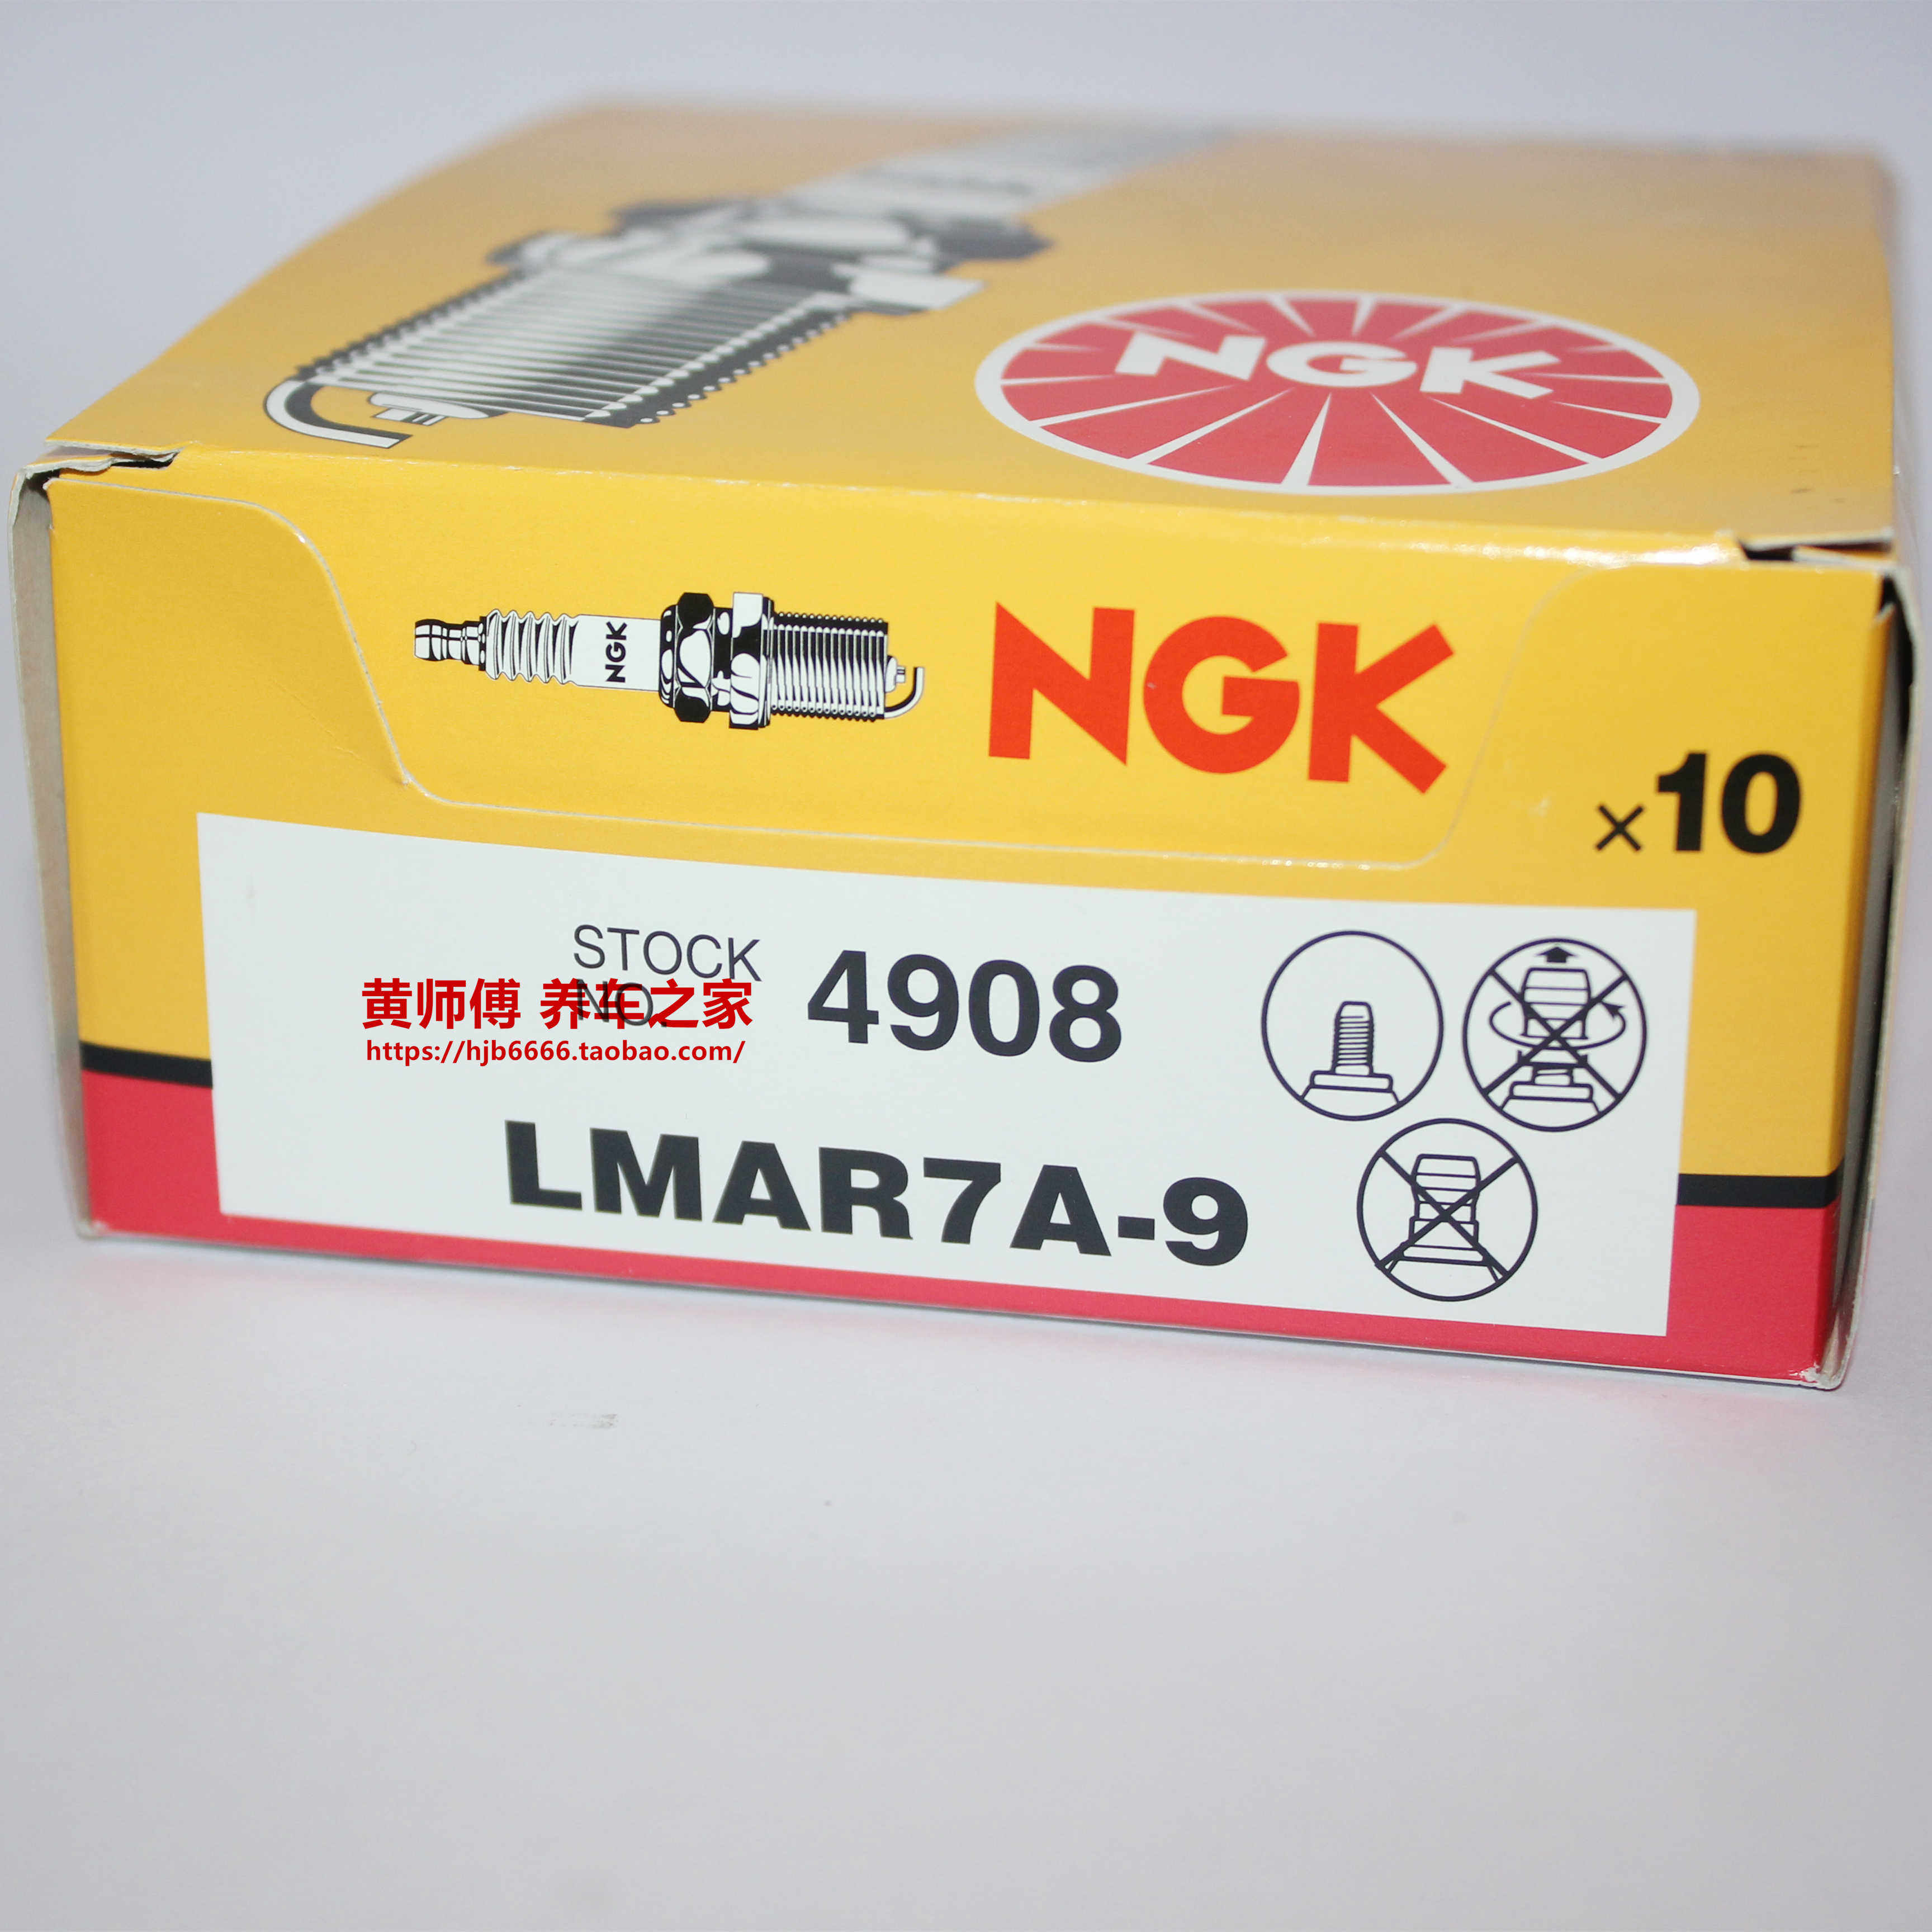 NGK
NGK
NGK
×10
STOCK
NO.
4908
黄师傅 养车之家
https://hjb6666.taobao.com/
LMAR7A-9